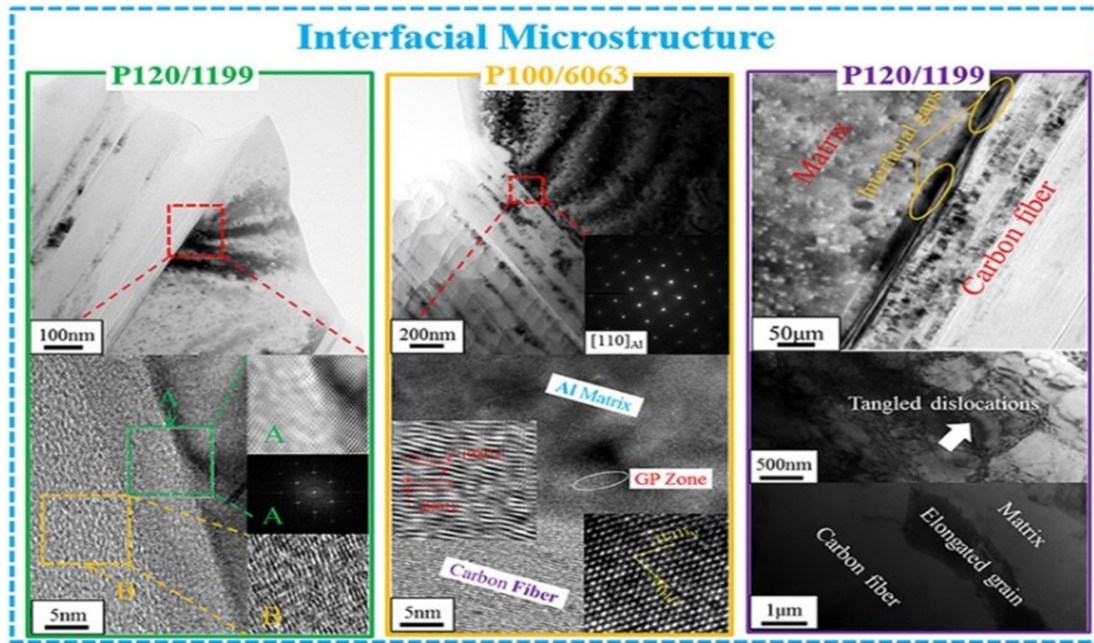 Interfacial Microstructure
P120/1199
100nm
A
A
A
B
B
5nm
P100/6063
200nm
[110]Al
Al Matrix
GP Zone
Carbon Fiber
5nm
P120/1199
Matrix
Interfacial gaps
Carbon fiber
50μm
Tangled dislocations
500nm
Matrix
Elongated grain
Carbon fiber
1μm